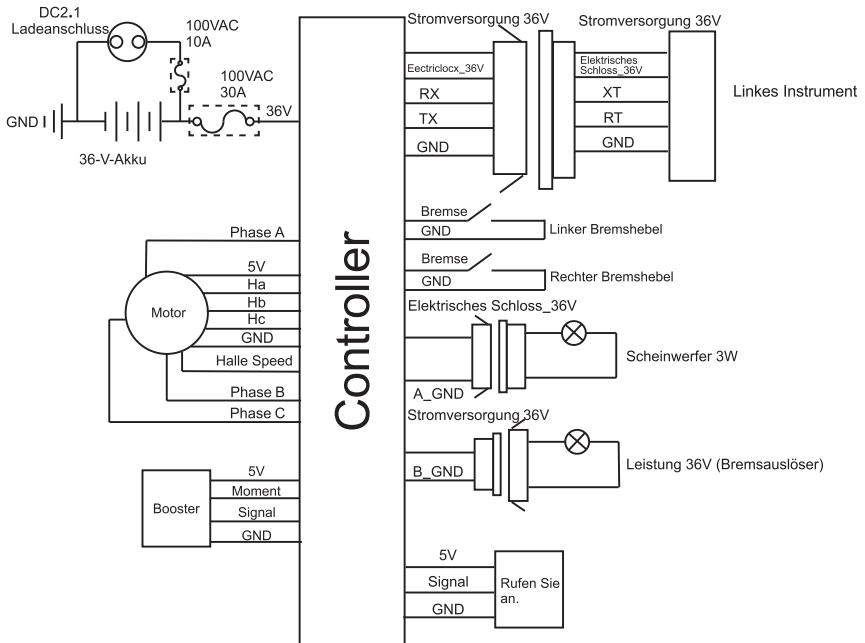 DC2.1
Ladeanschluss
100VAC
10A
100VAC
30A
36V
GND
36-V-Akku
Phase A
5V
Ha
Hb
Hc
GND
Halle Speed
Phase B
Phase C
Motor
Booster
5V
Moment
Signal
GND
Controller
Stromversorgung 36V
Eectriclocx_36V
RX
TX
GND
Stromversorgung 36V
Elektrisches
Schloss_36V
XT
RT
GND
Linkes Instrument
Bremse
GND
Linker Bremshebel
Bremse
GND
Rechter Bremshebel
Elektrisches Schloss_36V
A_GND
Scheinwerfer 3W
Stromversorgung 36V
B_GND
Leistung 36V (Bremsauslöser)
5V
Signal
GND
Rufen Sie
an.